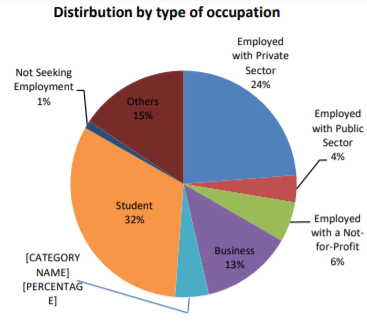 Distirbution by type of occupation
Employed
with Private
Sector
24%
Employed
with Public
Sector
4%
Employed
with a Not-
for-Profit
6%
Business
13%
[CATEGORY
NAME]
[PERCENTAG
E]
Student
32%
Not Seeking
Employment
1%
Others
15%